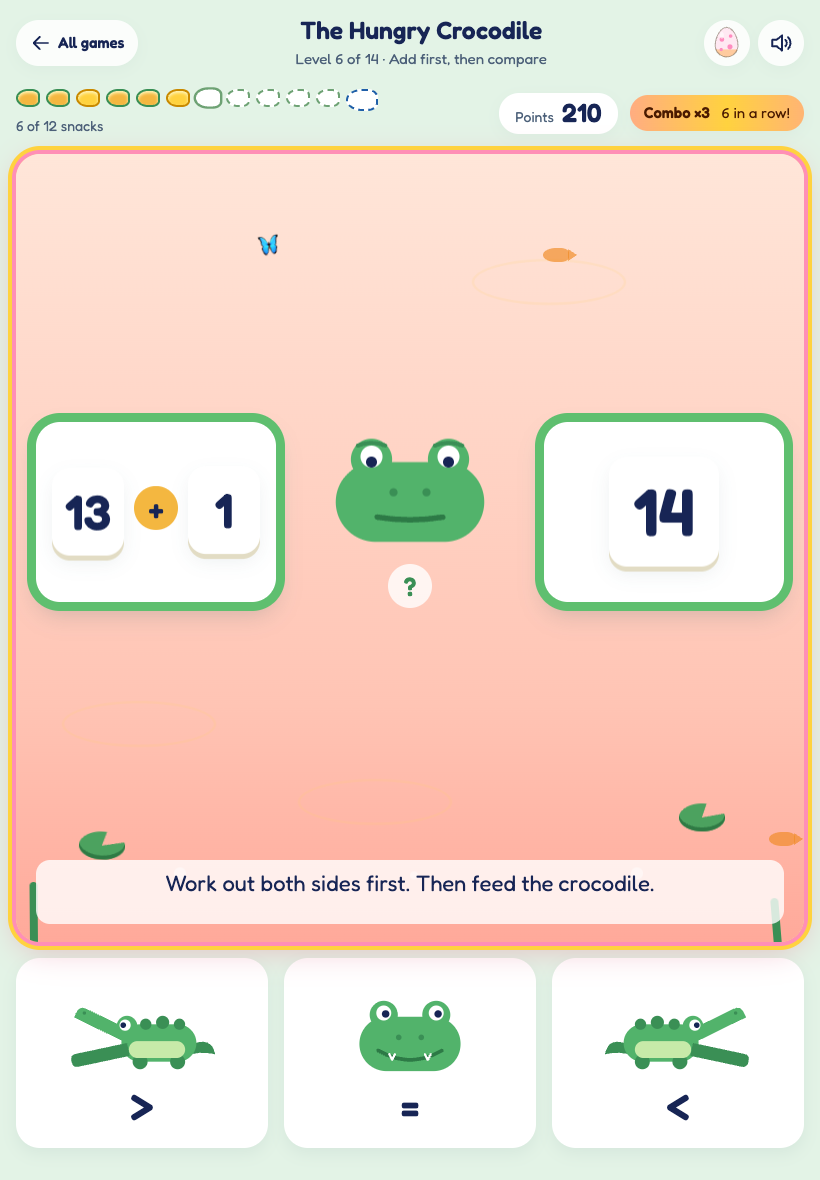 All games
The Hungry Crocodile
Level 6 of 14 · Add first, then compare
6 of 12 snacks
Points 210
Combo ×3 6 in a row!
13 + 1
14
?
Work out both sides first. Then feed the crocodile.
>
=
<